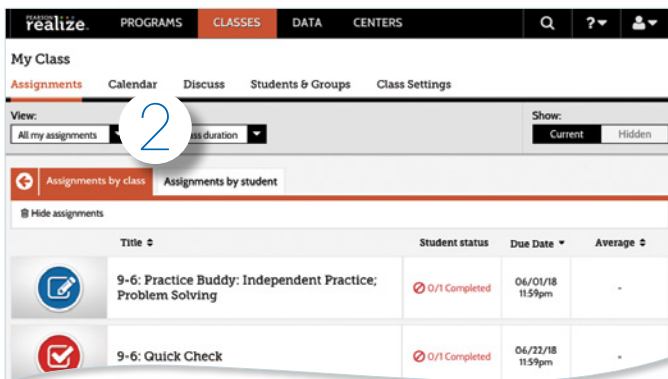 PEARSON
realize.
PROGRAMS CLASSES DATA CENTERS ?
My Class
Assignments Calendar Discuss Students & Groups Class Settings
View: Show:
All my assignments 2 duration Current Hidden
Assignments by class Assignments by student
Hide assignments
Title Student status Due Date Average
9-6: Practice Buddy: Independent Practice; 0/1 Completed 06/01/18 -
Problem Solving 11:59pm
9-6: Quick Check 0/1 Completed 06/22/18 -
11:59pm